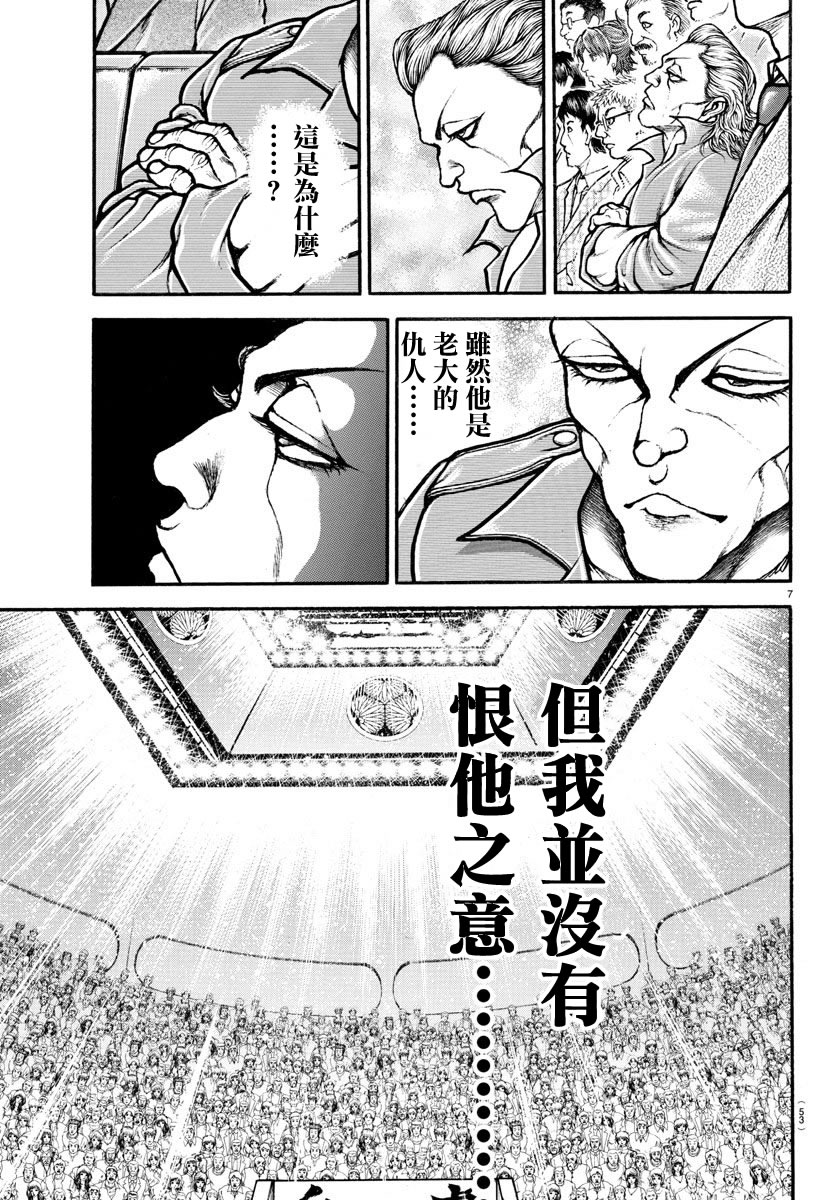 這是為什麼
……?
雖然他是
老大的
仇人……
7
但我並沒有
恨他之意…………
(53)